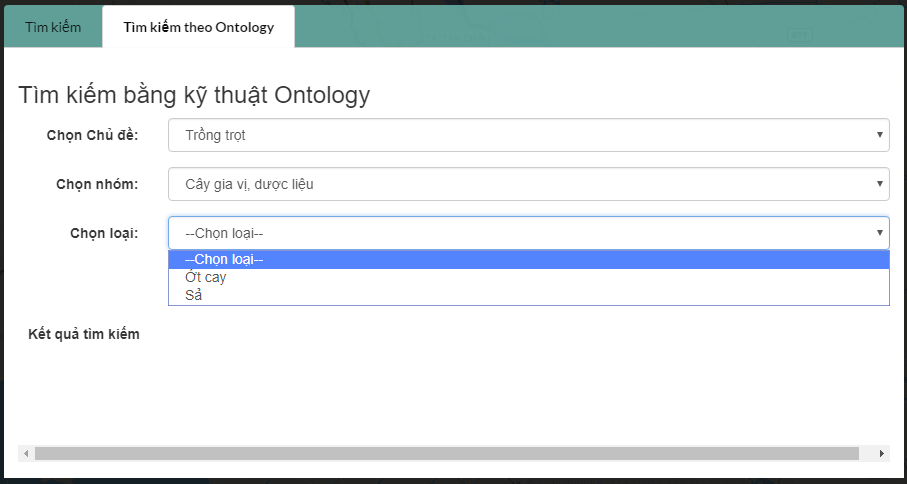 Tìm kiếm
Tìm kiếm theo Ontology
Tìm kiếm bằng kỹ thuật Ontology
Chọn Chủ đề: Trồng trọt
Chọn nhóm: Cây gia vị, dược liệu
Chọn loại: --Chọn loại--
--Chọn loại--
Ớt cay
Sả
Kết quả tìm kiếm